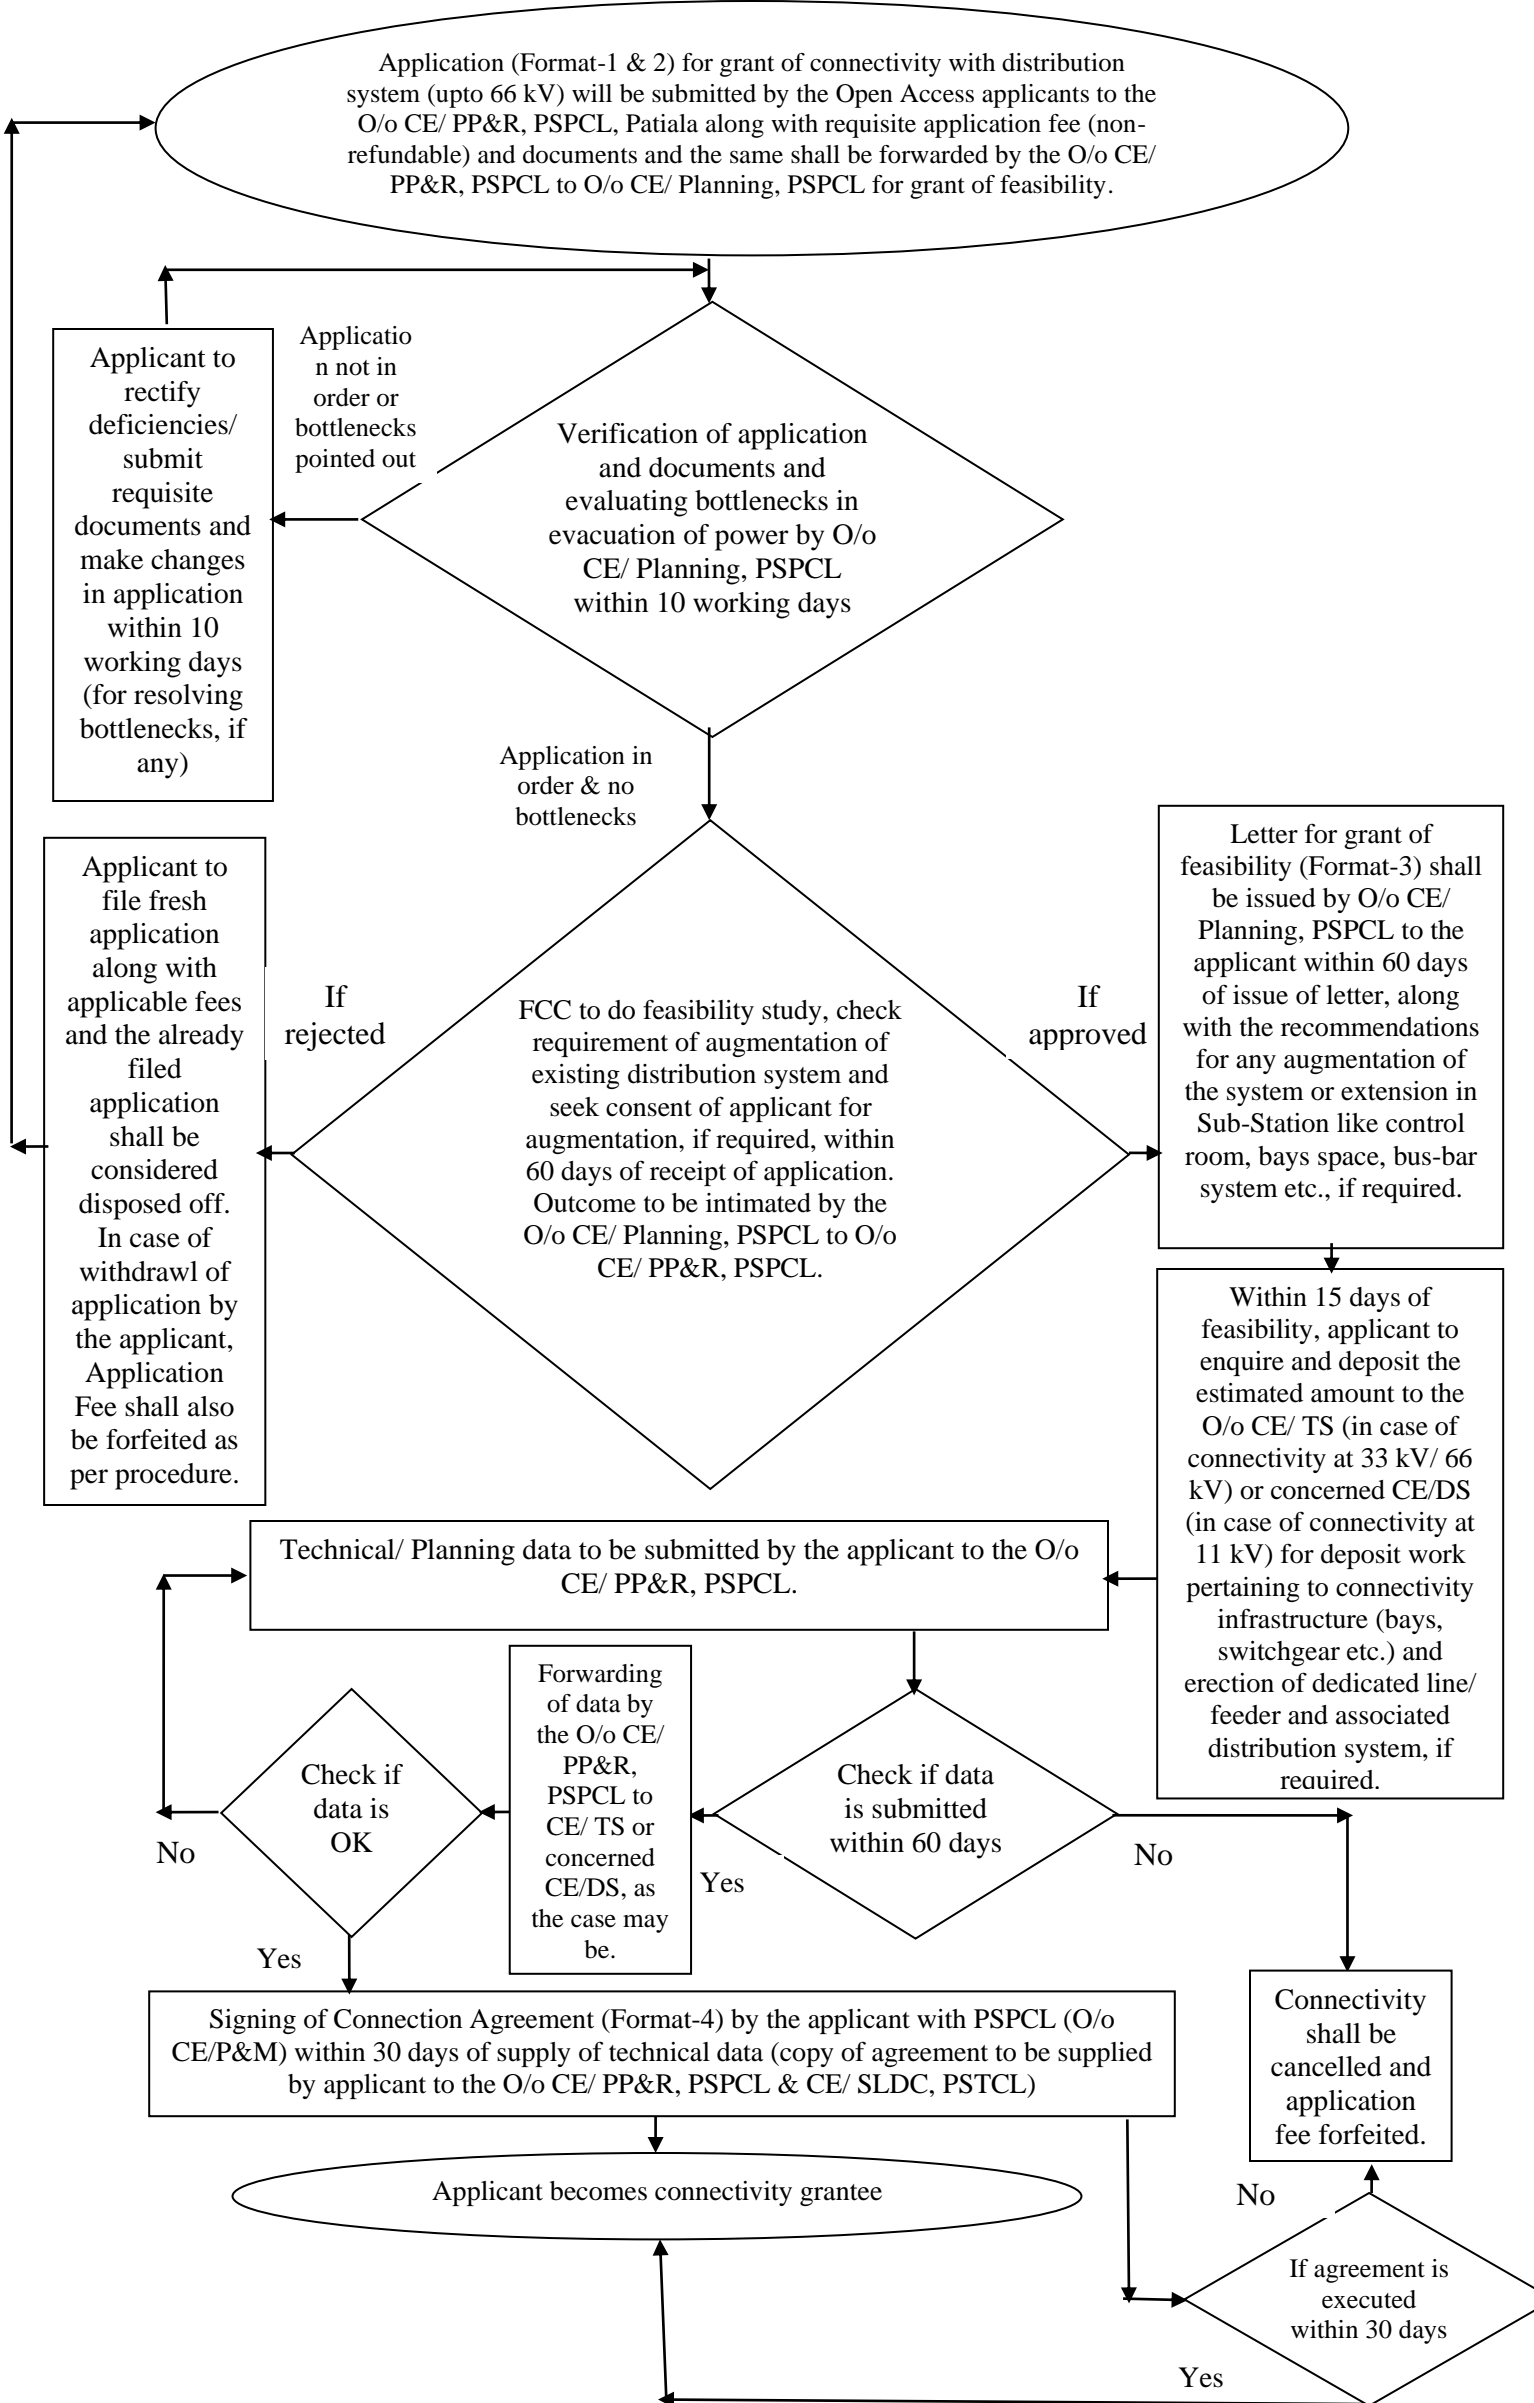 Application (Format-1 & 2) for grant of connectivity with distribution
system (upto 66 kV) will be submitted by the Open Access applicants to the
O/o CE/ PP&R, PSPCL, Patiala along with requisite application fee (non-
refundable) and documents and the same shall be forwarded by the O/o CE/
PP&R, PSPCL to O/o CE/ Planning, PSPCL for grant of feasibility.
Applicant to
rectify
deficiencies/
submit
requisite
documents and
make changes
in application
within 10
working days
(for resolving
bottlenecks, if
any)
Applicatio
n not in
order or
bottlenecks
pointed out
Verification of application
and documents and
evaluating bottlenecks in
evacuation of power by O/o
CE/ Planning, PSPCL
within 10 working days
Application in
order & no
bottlenecks
Applicant to
file fresh
application
along with
applicable fees
and the already
filed
application
shall be
considered
disposed off.
In case of
withdrawl of
application by
the applicant,
Application
Fee shall also
be forfeited as
per procedure.
If
rejected
FCC to do feasibility study, check
requirement of augmentation of
existing distribution system and
seek consent of applicant for
augmentation, if required, within
60 days of receipt of application.
Outcome to be intimated by the
O/o CE/ Planning, PSPCL to O/o
CE/ PP&R, PSPCL.
If
approved
Letter for grant of
feasibility (Format-3) shall
be issued by O/o CE/
Planning, PSPCL to the
applicant within 60 days
of issue of letter, along
with the recommendations
for any augmentation of
the system or extension in
Sub-Station like control
room, bays space, bus-bar
system etc., if required.
Within 15 days of
feasibility, applicant to
enquire and deposit the
estimated amount to the
O/o CE/ TS (in case of
connectivity at 33 kV/ 66
kV) or concerned CE/DS
(in case of connectivity at
11 kV) for deposit work
pertaining to connectivity
infrastructure (bays,
switchgear etc.) and
erection of dedicated line/
feeder and associated
distribution system, if
required.
Technical/ Planning data to be submitted by the applicant to the O/o
CE/ PP&R, PSPCL.
Check if
data is
OK
No
Yes
Forwarding
of data by
the O/o CE/
PP&R,
PSPCL to
CE/ TS or
concerned
CE/DS, as
the case may
be.
Yes
Check if data
is submitted
within 60 days
No
Signing of Connection Agreement (Format-4) by the applicant with PSPCL (O/o
CE/P&M) within 30 days of supply of technical data (copy of agreement to be supplied
by applicant to the O/o CE/ PP&R, PSPCL & CE/ SLDC, PSTCL)
Connectivity
shall be
cancelled and
application
fee forfeited.
Applicant becomes connectivity grantee
No
If agreement is
executed
within 30 days
Yes